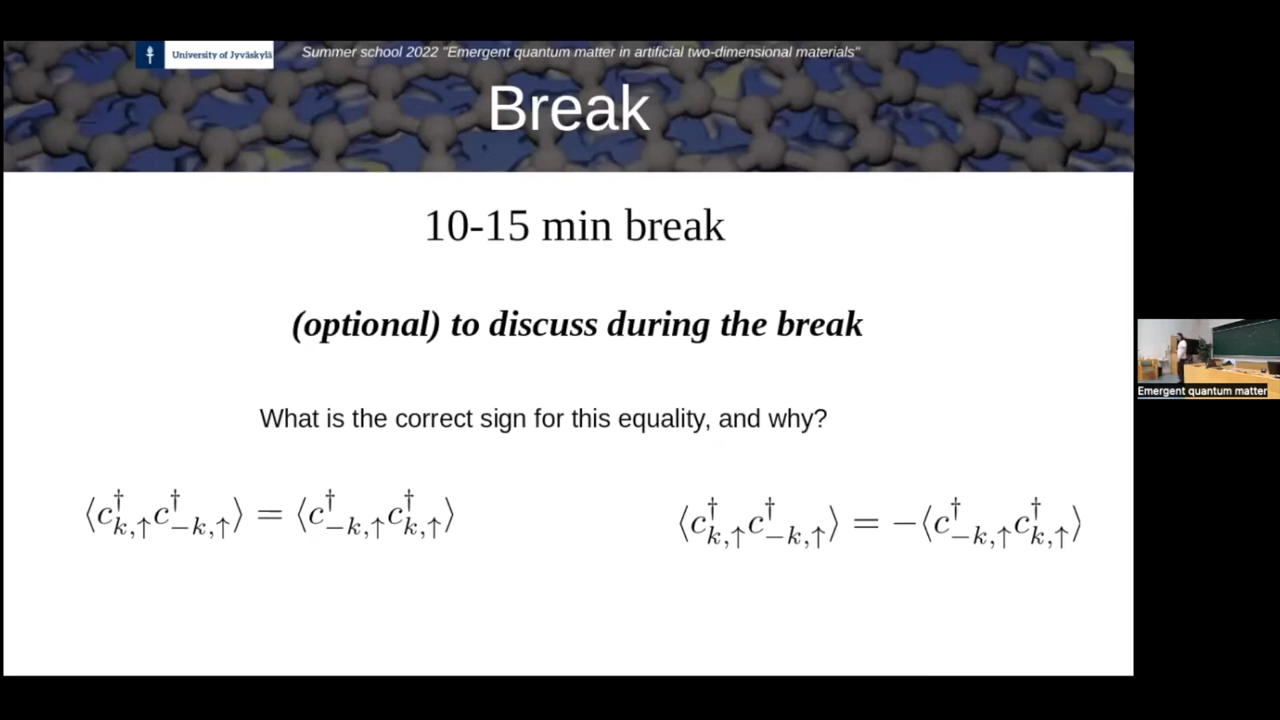 University of Jyväskylä
Summer school 2022 "Emergent quantum matter in artificial two-dimensional materials"
Break
10-15 min break
(optional) to discuss during the break
What is the correct sign for this equality, and why?
⟨c†k,↑c†−k,↑⟩ = ⟨c†−k,↑c†k,↑⟩
⟨c†k,↑c†−k,↑⟩ = −⟨c†−k,↑c†k,↑⟩
Emergent quantum matter